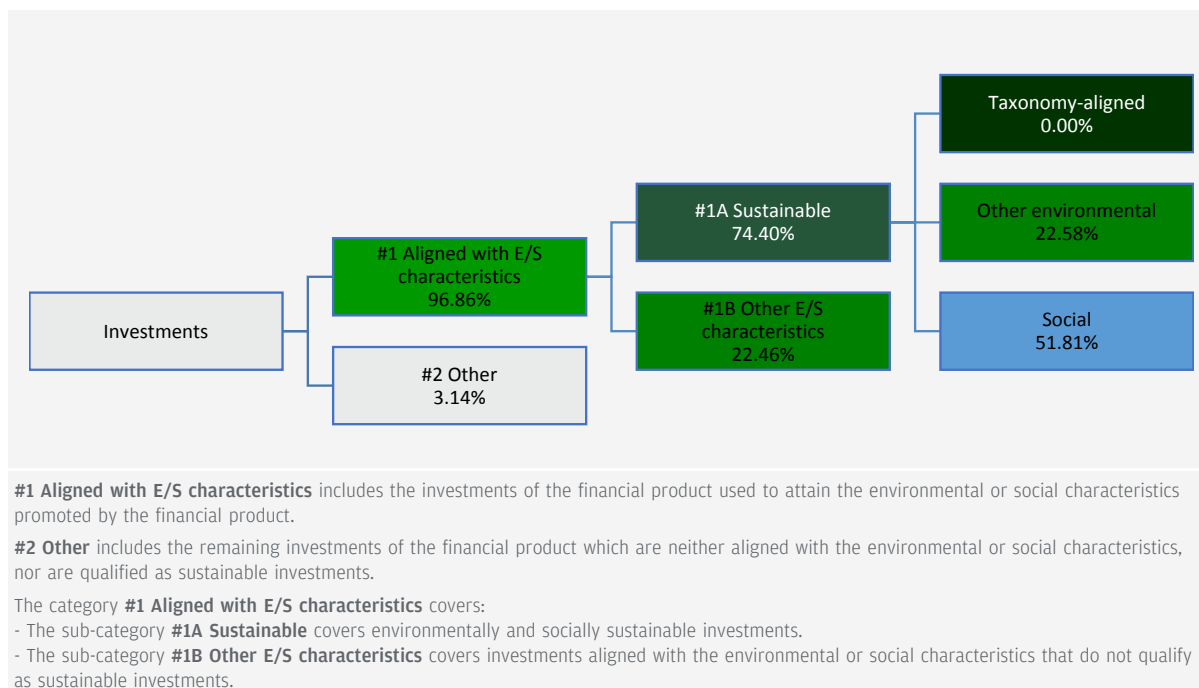 Taxonomy-aligned
0.00%
#1A Sustainable
74.40%
Other environmental
22.58%
#1 Aligned with E/S
characteristics
96.86%
#1B Other E/S
characteristics
22.46%
Investments
Social
51.81%
#2 Other
3.14%
#1 Aligned with E/S characteristics includes the investments of the financial product used to attain the environmental or social characteristics
promoted by the financial product.
#2 Other includes the remaining investments of the financial product which are neither aligned with the environmental or social characteristics,
nor are qualified as sustainable investments.
The category #1 Aligned with E/S characteristics covers:
- The sub-category #1A Sustainable covers environmentally and socially sustainable investments.
- The sub-category #1B Other E/S characteristics covers investments aligned with the environmental or social characteristics that do not qualify
as sustainable investments.